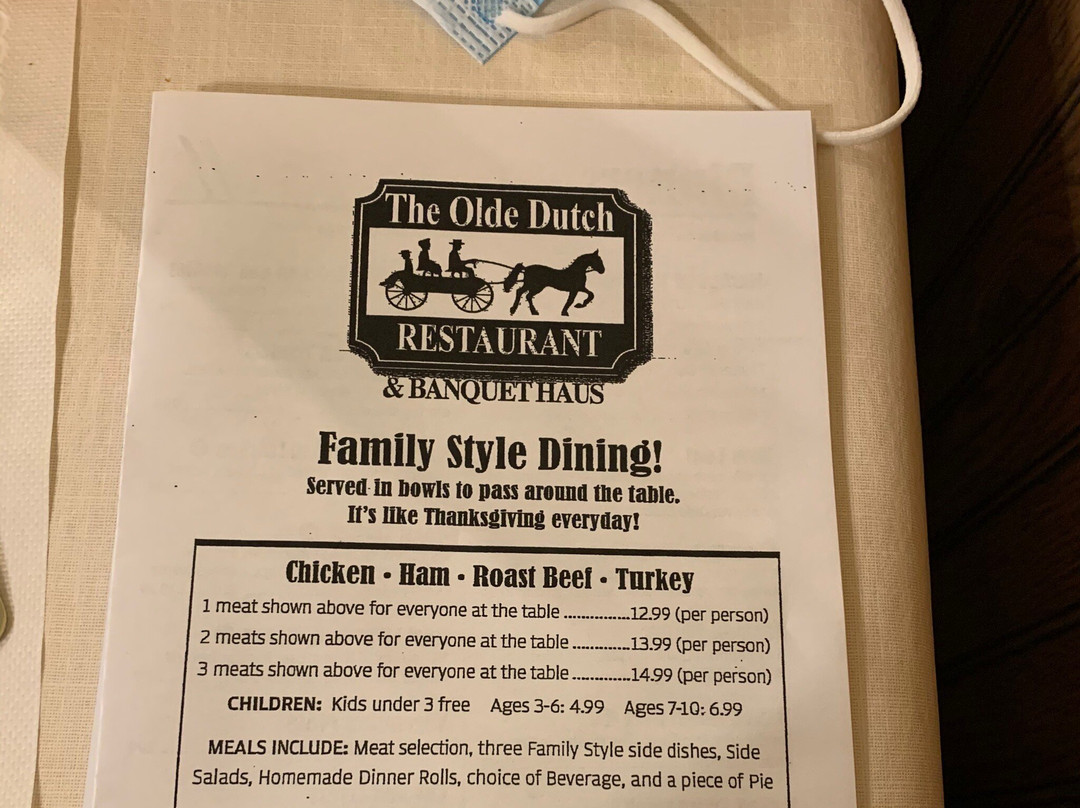 The Olde Dutch
RESTAURANT
& BANQUET HAUS
Family Style Dining!
Served in bowls to pass around the table.
It's like Thanksgiving everyday!
Chicken • Ham • Roast Beef • Turkey
1 meat shown above for everyone at the table ..............12.99 (per person)
2 meats shown above for everyone at the table ............13.99 (per person)
3 meats shown above for everyone at the table ............14.99 (per person)
CHILDREN: Kids under 3 free Ages 3-6: 4.99 Ages 7-10: 6.99
MEALS INCLUDE: Meat selection, three Family Style side dishes, Side
Salads, Homemade Dinner Rolls, choice of Beverage, and a piece of Pie